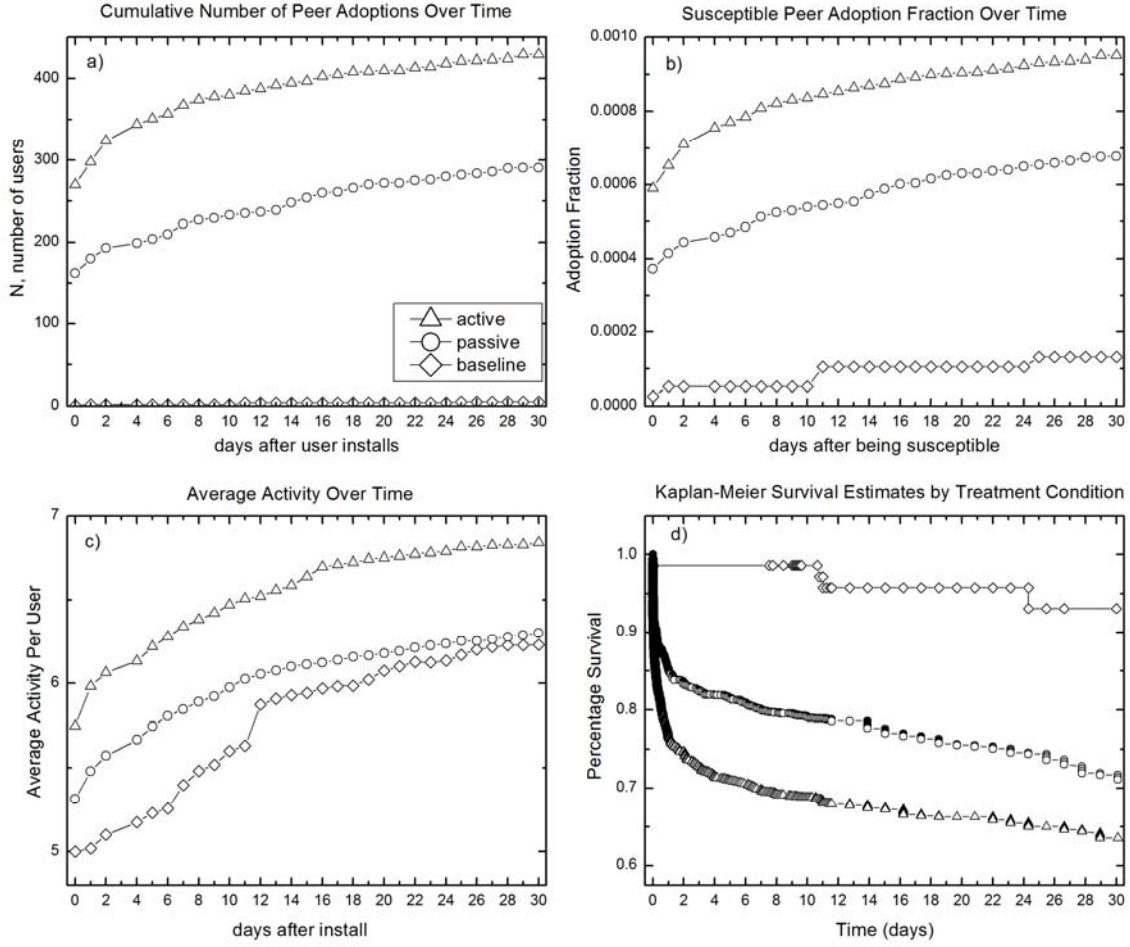 Cumulative Number of Peer Adoptions Over Time
a)
N, number of users
400
300
200
100
0
active
passive
baseline
0 2 4 6 8 10 12 14 16 18 20 22 24 26 28 30
days after user installs
Susceptible Peer Adoption Fraction Over Time
b)
Adoption Fraction
0.0010
0.0008
0.0006
0.0004
0.0002
0.0000
0 2 4 6 8 10 12 14 16 18 20 22 24 26 28 30
days after being susceptible
Average Activity Over Time
c)
Average Activity Per User
7
6
5
0 2 4 6 8 10 12 14 16 18 20 22 24 26 28 30
days after install
Kaplan-Meier Survival Estimates by Treatment Condition
d)
Percentage Survival
1.0
0.9
0.8
0.7
0.6
0 2 4 6 8 10 12 14 16 18 20 22 24 26 28 30
Time (days)